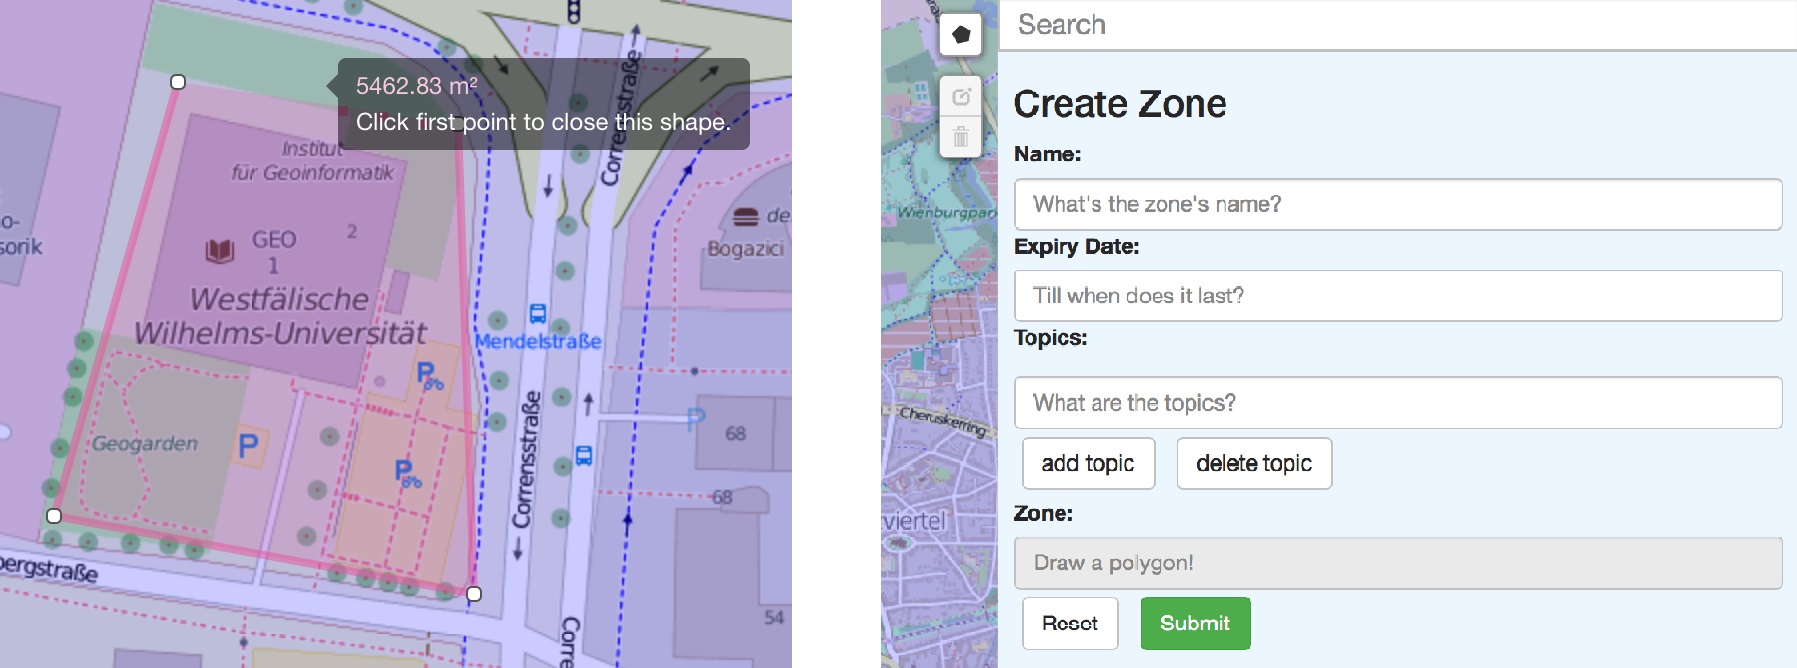 5462.83 m²
Click first point to close this shape.
Institut
für Geoinformatik
GEO
1
2
Westfälische
Wilhelms-Universität
Geogarden
P
P
P
o-
sorik
Mendelstraße
Correnstraße
Corrensstraße
Corre
de
Bogazici
P
68
68
54
bergstraße
Wienburgpar
Cheruskerring
viertel
Search
Create Zone
Name:
What's the zone's name?
Expiry Date:
Till when does it last?
Topics:
What are the topics?
add topic
delete topic
Zone:
Draw a polygon!
Reset
Submit